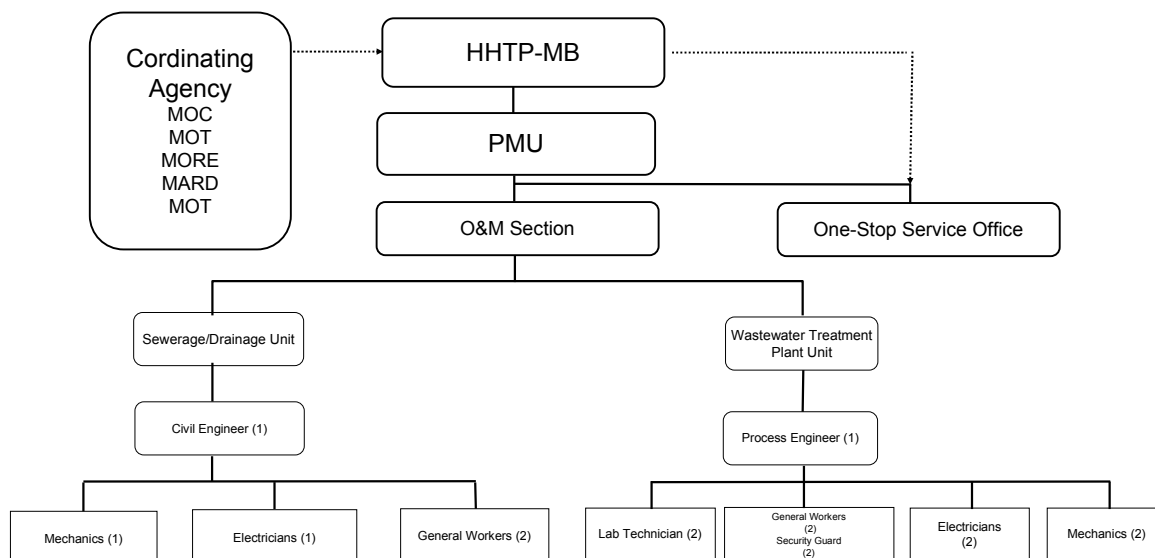 Cordinating
Agency
MOC
MOT
MORE
MARD
MOT
HHTP-MB
PMU
O&M Section
One-Stop Service Office
Sewerage/Drainage Unit
Wastewater Treatment
Plant Unit
Civil Engineer (1)
Process Engineer (1)
Mechanics (1)
Electricians (1)
General Workers (2)
Lab Technician (2)
General Workers
(2)
Security Guard
(2)
Electricians
(2)
Mechanics (2)